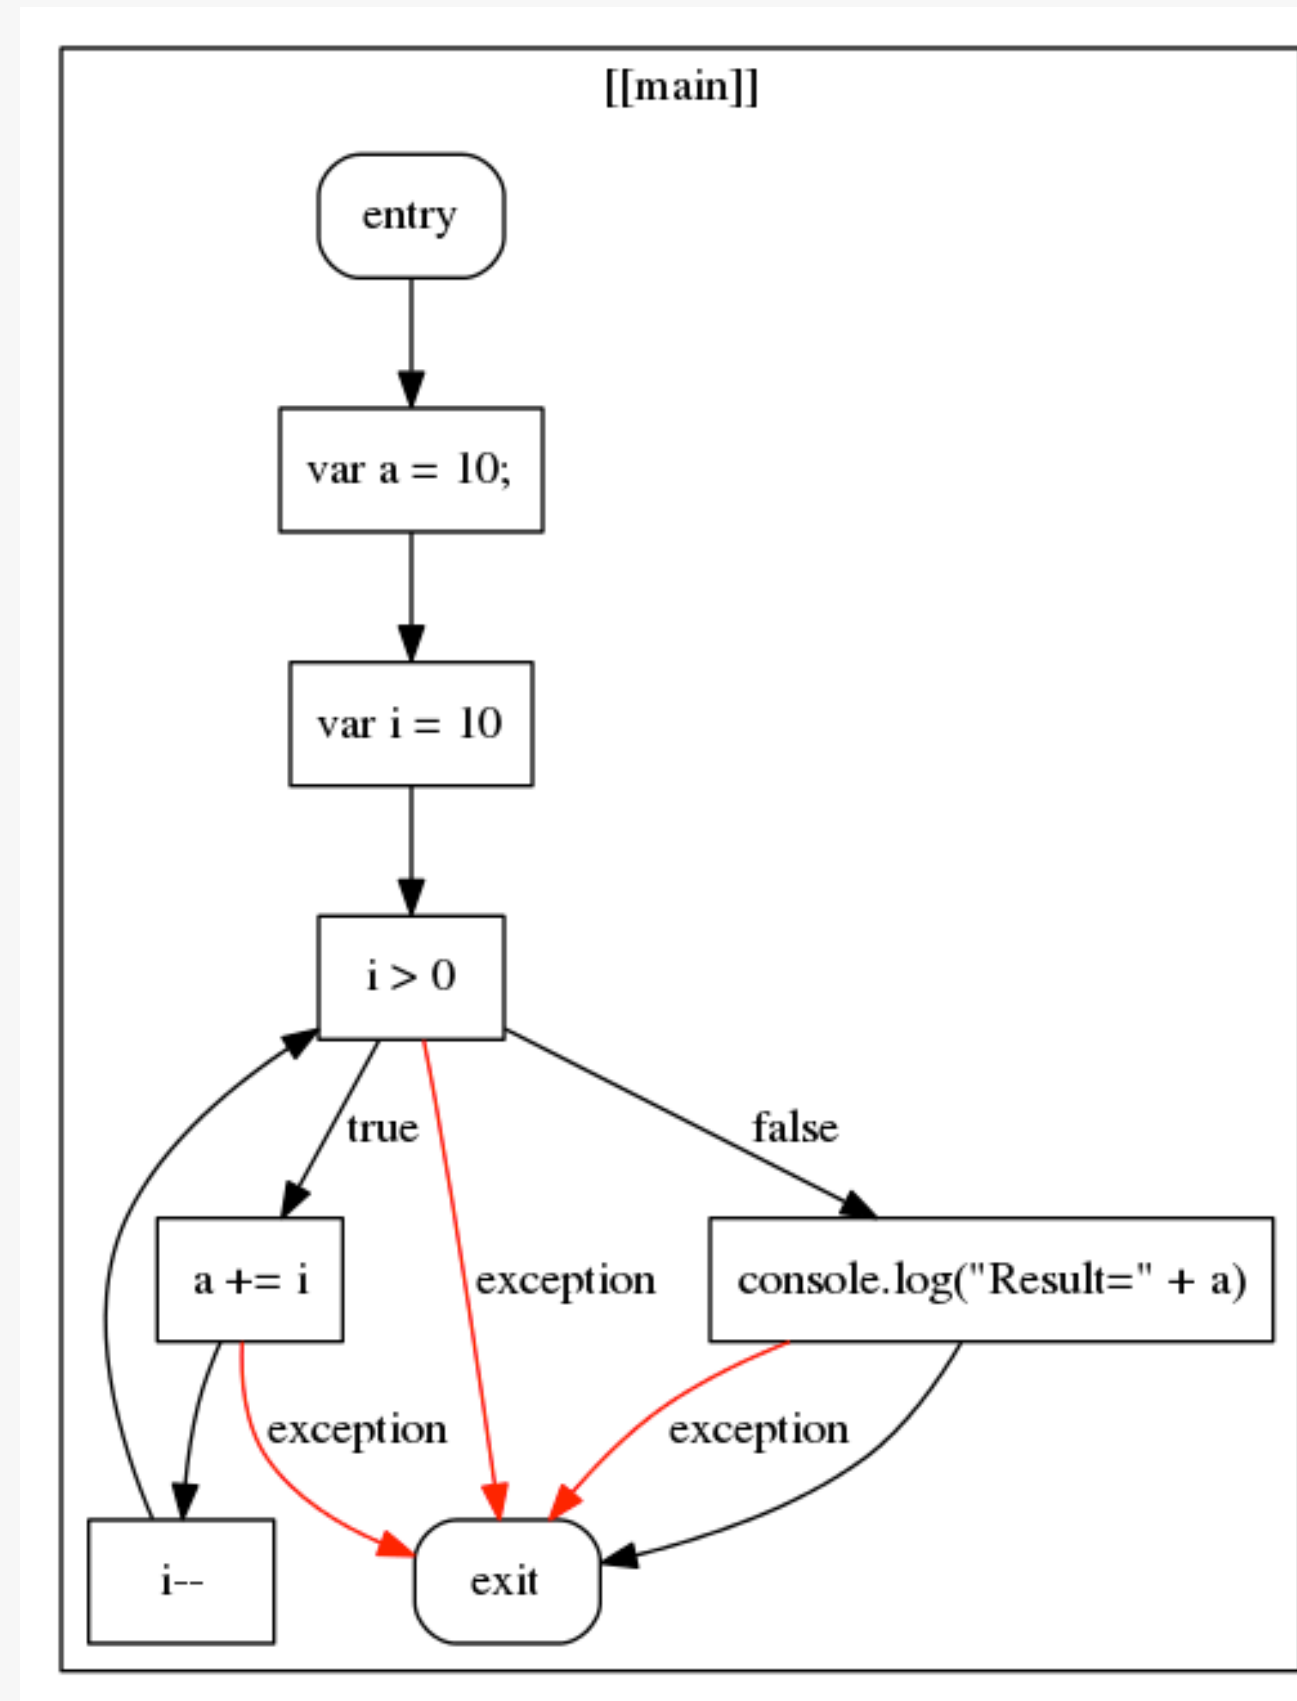 [[main]]
entry
var a = 10;
var i = 10
i > 0
true
false
a += i
exception
console.log("Result=" + a)
exception
exception
i--
exit